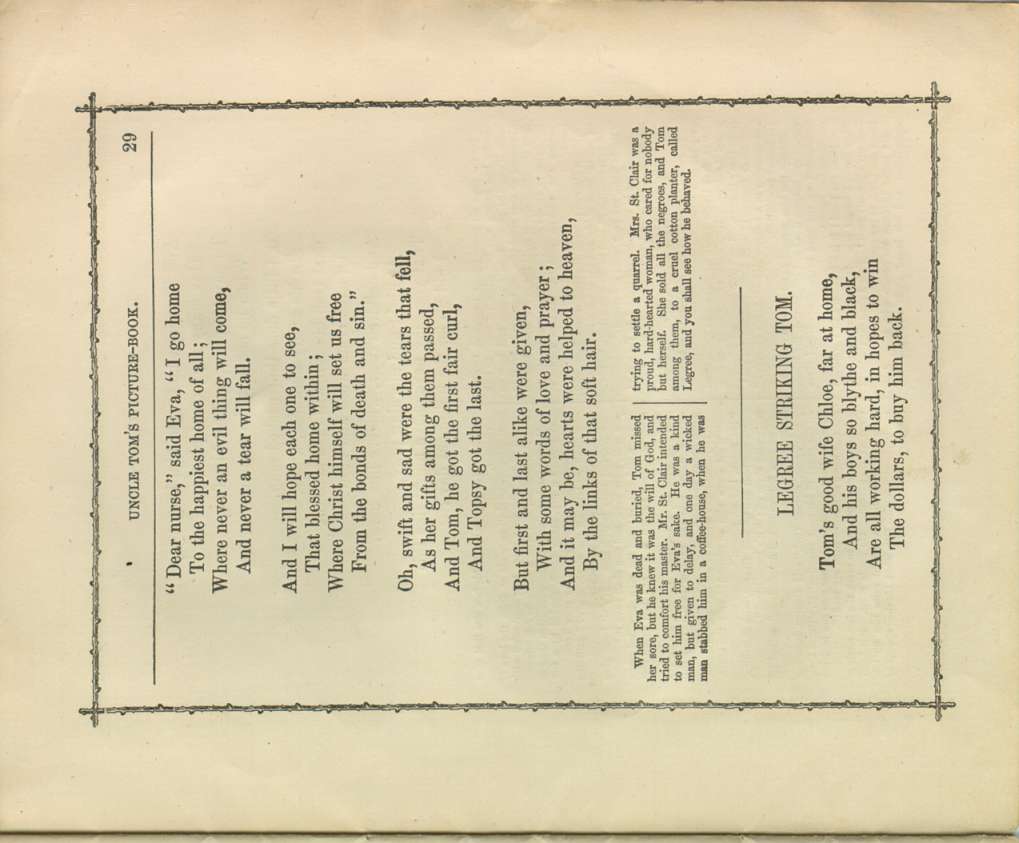 UNCLE TOM'S PICTURE-BOOK. 29
"Dear nurse," said Eva, "I go home
To the happiest home of all;
Where never an evil thing will come,
And never a tear will fall.
And I will hope each one to see,
That blessed home within;
Where Christ himself will set us free
From the bonds of death and sin."
Oh, swift and sad were the tears that fell,
As her gifts among them passed,
And Tom, he got the first fair curl,
And Topsy got the last.
But first and last alike were given,
With some words of love and prayer;
And it may be, hearts were helped to heaven,
By the links of that soft hair.
When Eva was dead and buried, Tom missed
her sore, but he knew it was the will of God, and
tried to comfort his master. Mr. St. Clair intended
to set him free for Eva's sake. He was a kind
man, but given to delay, and one day a wicked
man stabbed him in a coffee-house, when he was
trying to settle a quarrel. Mrs. St. Clair was a
proud, hard-hearted woman, who cared for nobody
but herself. She sold all the negroes, and Tom
among them, to a cruel cotton planter, called
Legree, and you shall see how he behaved.
LEGREE STRIKING TOM.
Tom's good wife Chloe, far at home,
And his boys so blythe and black,
Are all working hard, in hopes to win
The dollars, to buy him back.